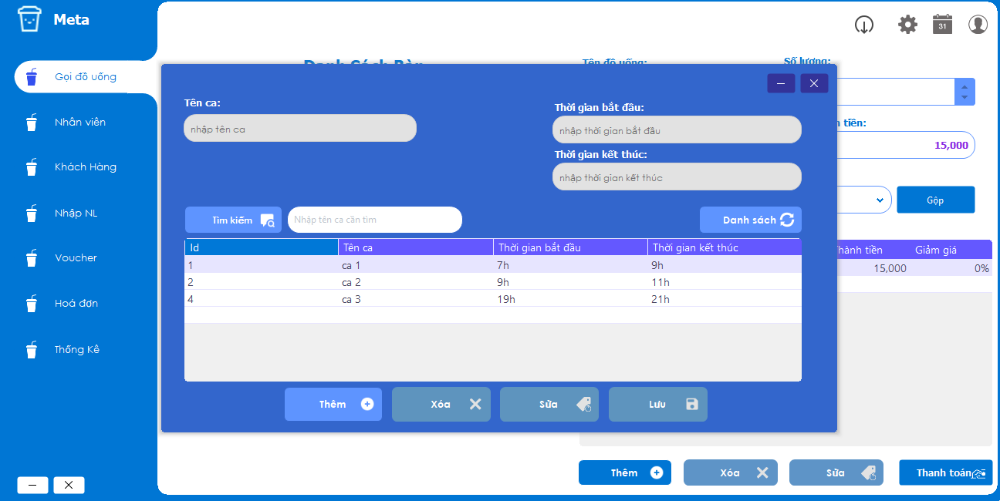 Meta
31
Gọi đồ uống
Nhân viên
Khách Hàng
Nhập NL
Voucher
Hoá đơn
Thống Kê
Danh Sách Bàn
Tên đồ uống:
Số lượng:
tiền:
15,000
Gộp
Thành tiền Giảm giá
15,000 0%
Tên ca:
nhập tên ca
Thời gian bắt đầu:
nhập thời gian bắt đầu
Thời gian kết thúc:
nhập thời gian kết thúc
Tìm kiếm
Nhập tên ca cần tìm
Danh sách
Id Tên ca Thời gian bắt đầu Thời gian kết thúc
1 ca 1 7h 9h
2 ca 2 9h 11h
4 ca 3 19h 21h
Thêm Xóa Sửa Lưu
Thêm Xóa Sửa Thanh toán